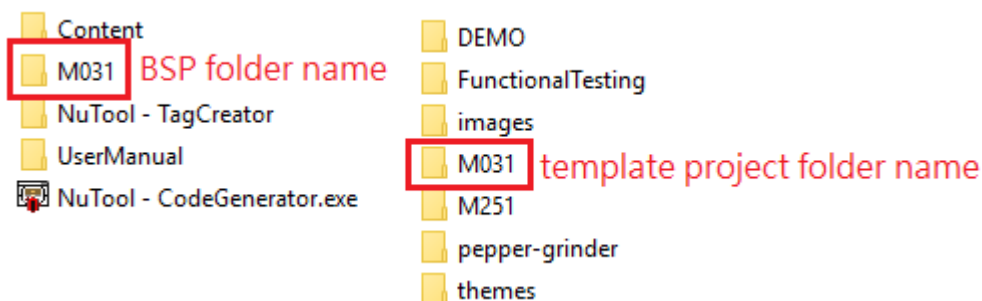 Content
M031 BSP folder name
NuTool - TagCreator
UserManual
NuTool - CodeGenerator.exe
DEMO
FunctionalTesting
images
M031 template project folder name
M251
pepper-grinder
themes